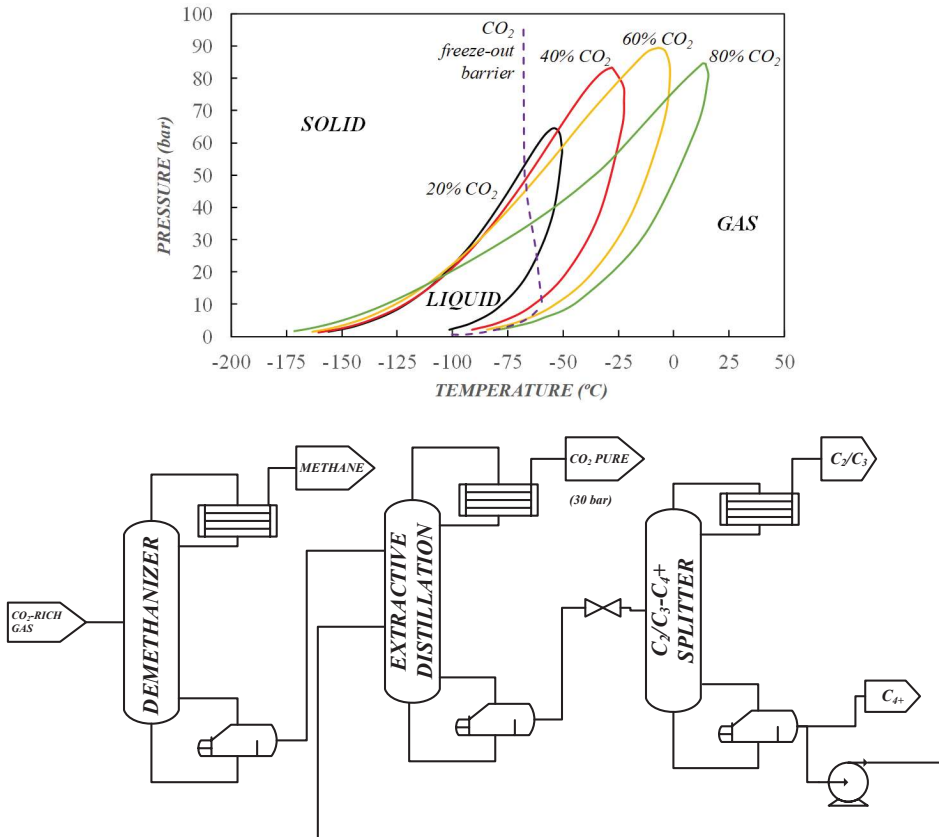 100
90
80
70
60
50
40
30
20
10
0
PRESSURE (bar)
-200
-175
-150
-125
-100
-75
-50
-25
0
25
50
TEMPERATURE (ºC)
CO2
freeze-out
barrier
40% CO2
60% CO2
80% CO2
SOLID
20% CO2
GAS
LIQUID
METHANE
CO2 PURE
(30 bar)
C2/C3
CO2-RICH
GAS
DEMETHANIZER
EXTRACTIVE
DISTILLATION
C2/C3-C4+
SPLITTER
C4+